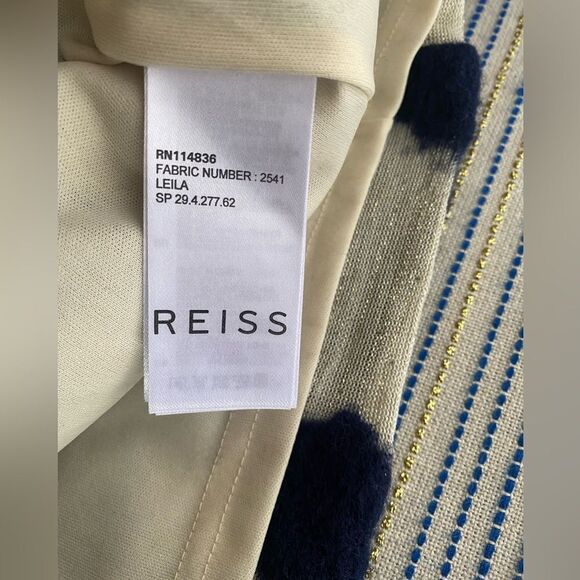 RN114836
FABRIC NUMBER : 2541
LEILA
SP 29.4.277.62
REISS